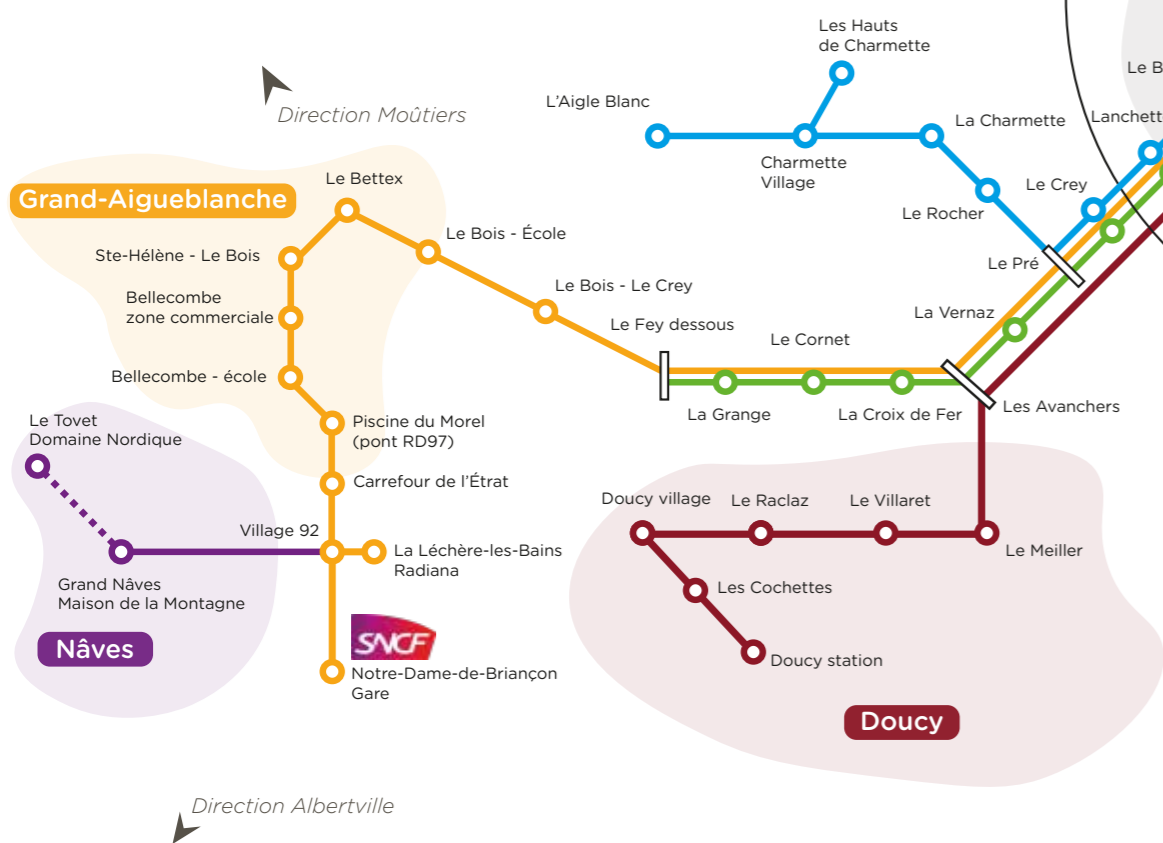 Les Hauts
de Charmette
Le B
Direction Moûtiers
L'Aigle Blanc
La Charmette
Lanchett
Charmette
Village
Le Bettex
Le Crey
Grand-Aigueblanche
Le Rocher
Le Bois - École
Ste-Hélène - Le Bois
Le Pré
Le Bois - Le Crey
Bellecombe
zone commerciale
La Vernaz
Le Fey dessous
Le Cornet
Bellecombe - école
Les Avanchers
La Grange
La Croix de Fer
Le Tovet
Domaine Nordique
Piscine du Morel
(pont RD97)
Carrefour de l'Étrat
Doucy village
Le Raclaz
Le Villaret
Village 92
La Léchère-les-Bains
Radiana
Le Meiller
Grand Nâves
Maison de la Montagne
Les Cochettes
SNCF
Nâves
Doucy station
Notre-Dame-de-Briançon
Gare
Doucy
Direction Albertville